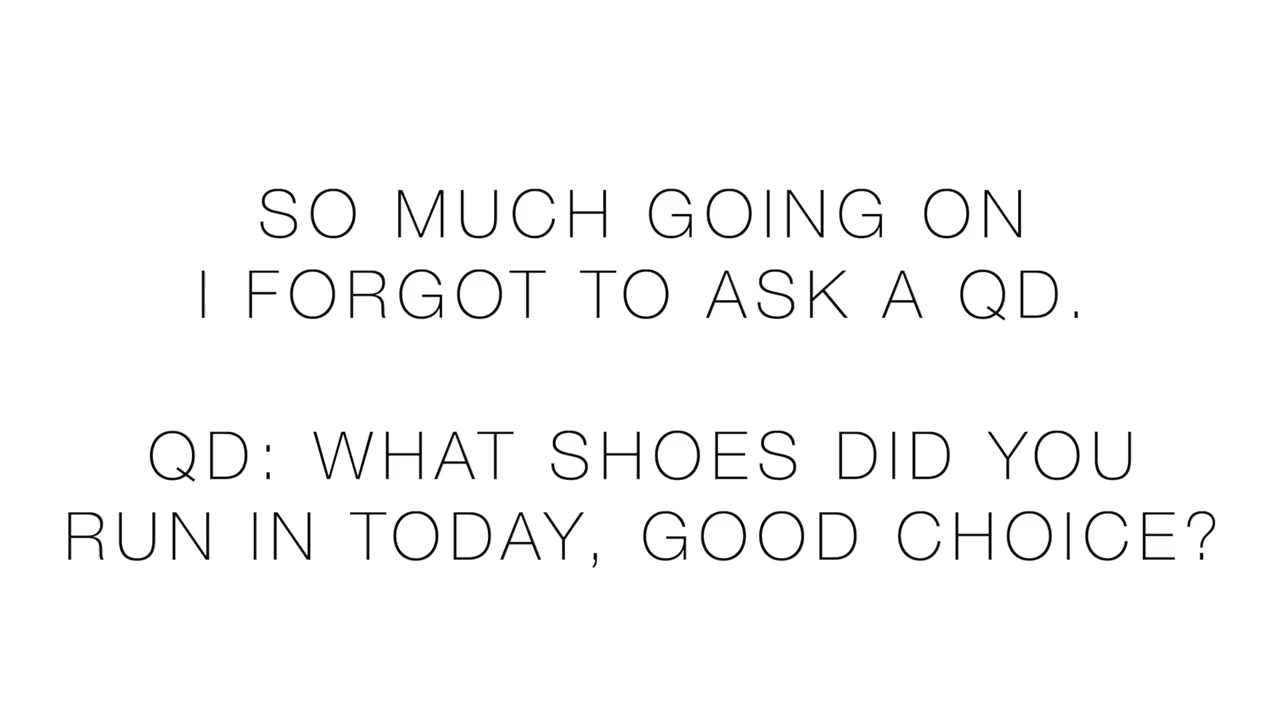 SO MUCH GOING ON
I FORGOT TO ASK A QD.
QD: WHAT SHOES DID YOU
RUN IN TODAY, GOOD CHOICE?